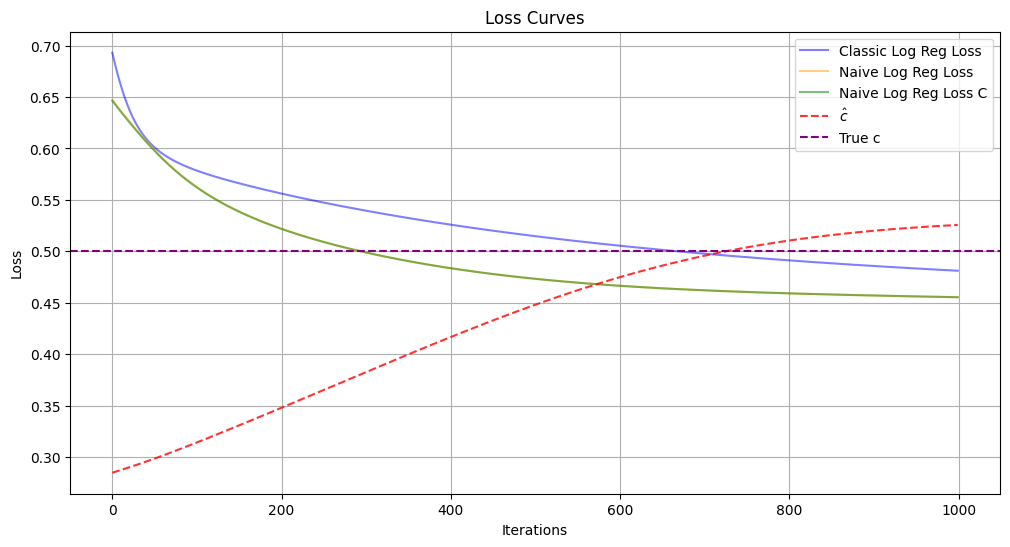 Loss Curves
Loss
0.70
0.65
0.60
0.55
0.50
0.45
0.40
0.35
0.30
Classic Log Reg Loss
Naive Log Reg Loss
Naive Log Reg Loss C
ĉ
True c
0 200 400 600 800 1000
Iterations